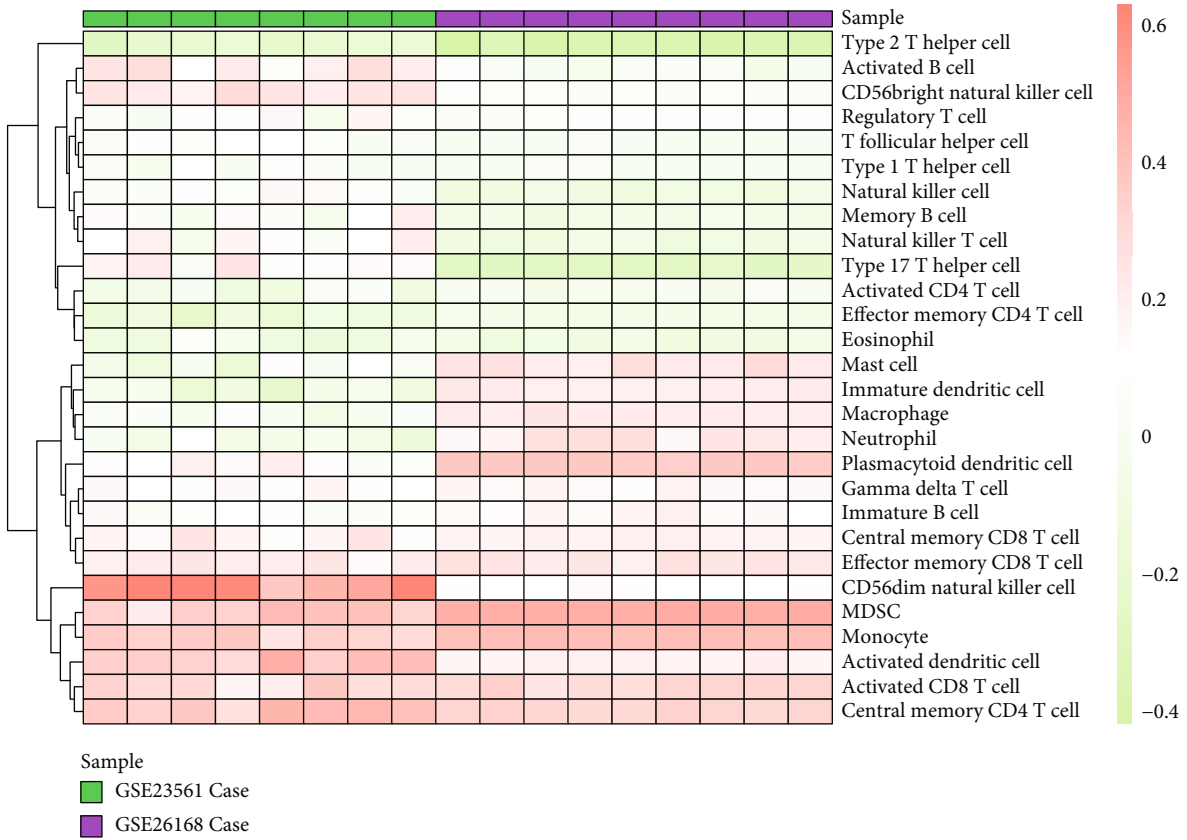 Sample
Type 2 T helper cell
Activated B cell
CD56bright natural killer cell
Regulatory T cell
T follicular helper cell
Type 1 T helper cell
Natural killer cell
Memory B cell
Natural killer T cell
Type 17 T helper cell
Activated CD4 T cell
Effector memory CD4 T cell
Eosinophil
Mast cell
Immature dendritic cell
Macrophage
Neutrophil
Plasmacytoid dendritic cell
Gamma delta T cell
Immature B cell
Central memory CD8 T cell
Effector memory CD8 T cell
CD56dim natural killer cell
MDSC
Monocyte
Activated dendritic cell
Activated CD8 T cell
Central memory CD4 T cell
0.6
0.4
0.2
0
−0.2
−0.4
Sample
GSE23561 Case
GSE26168 Case